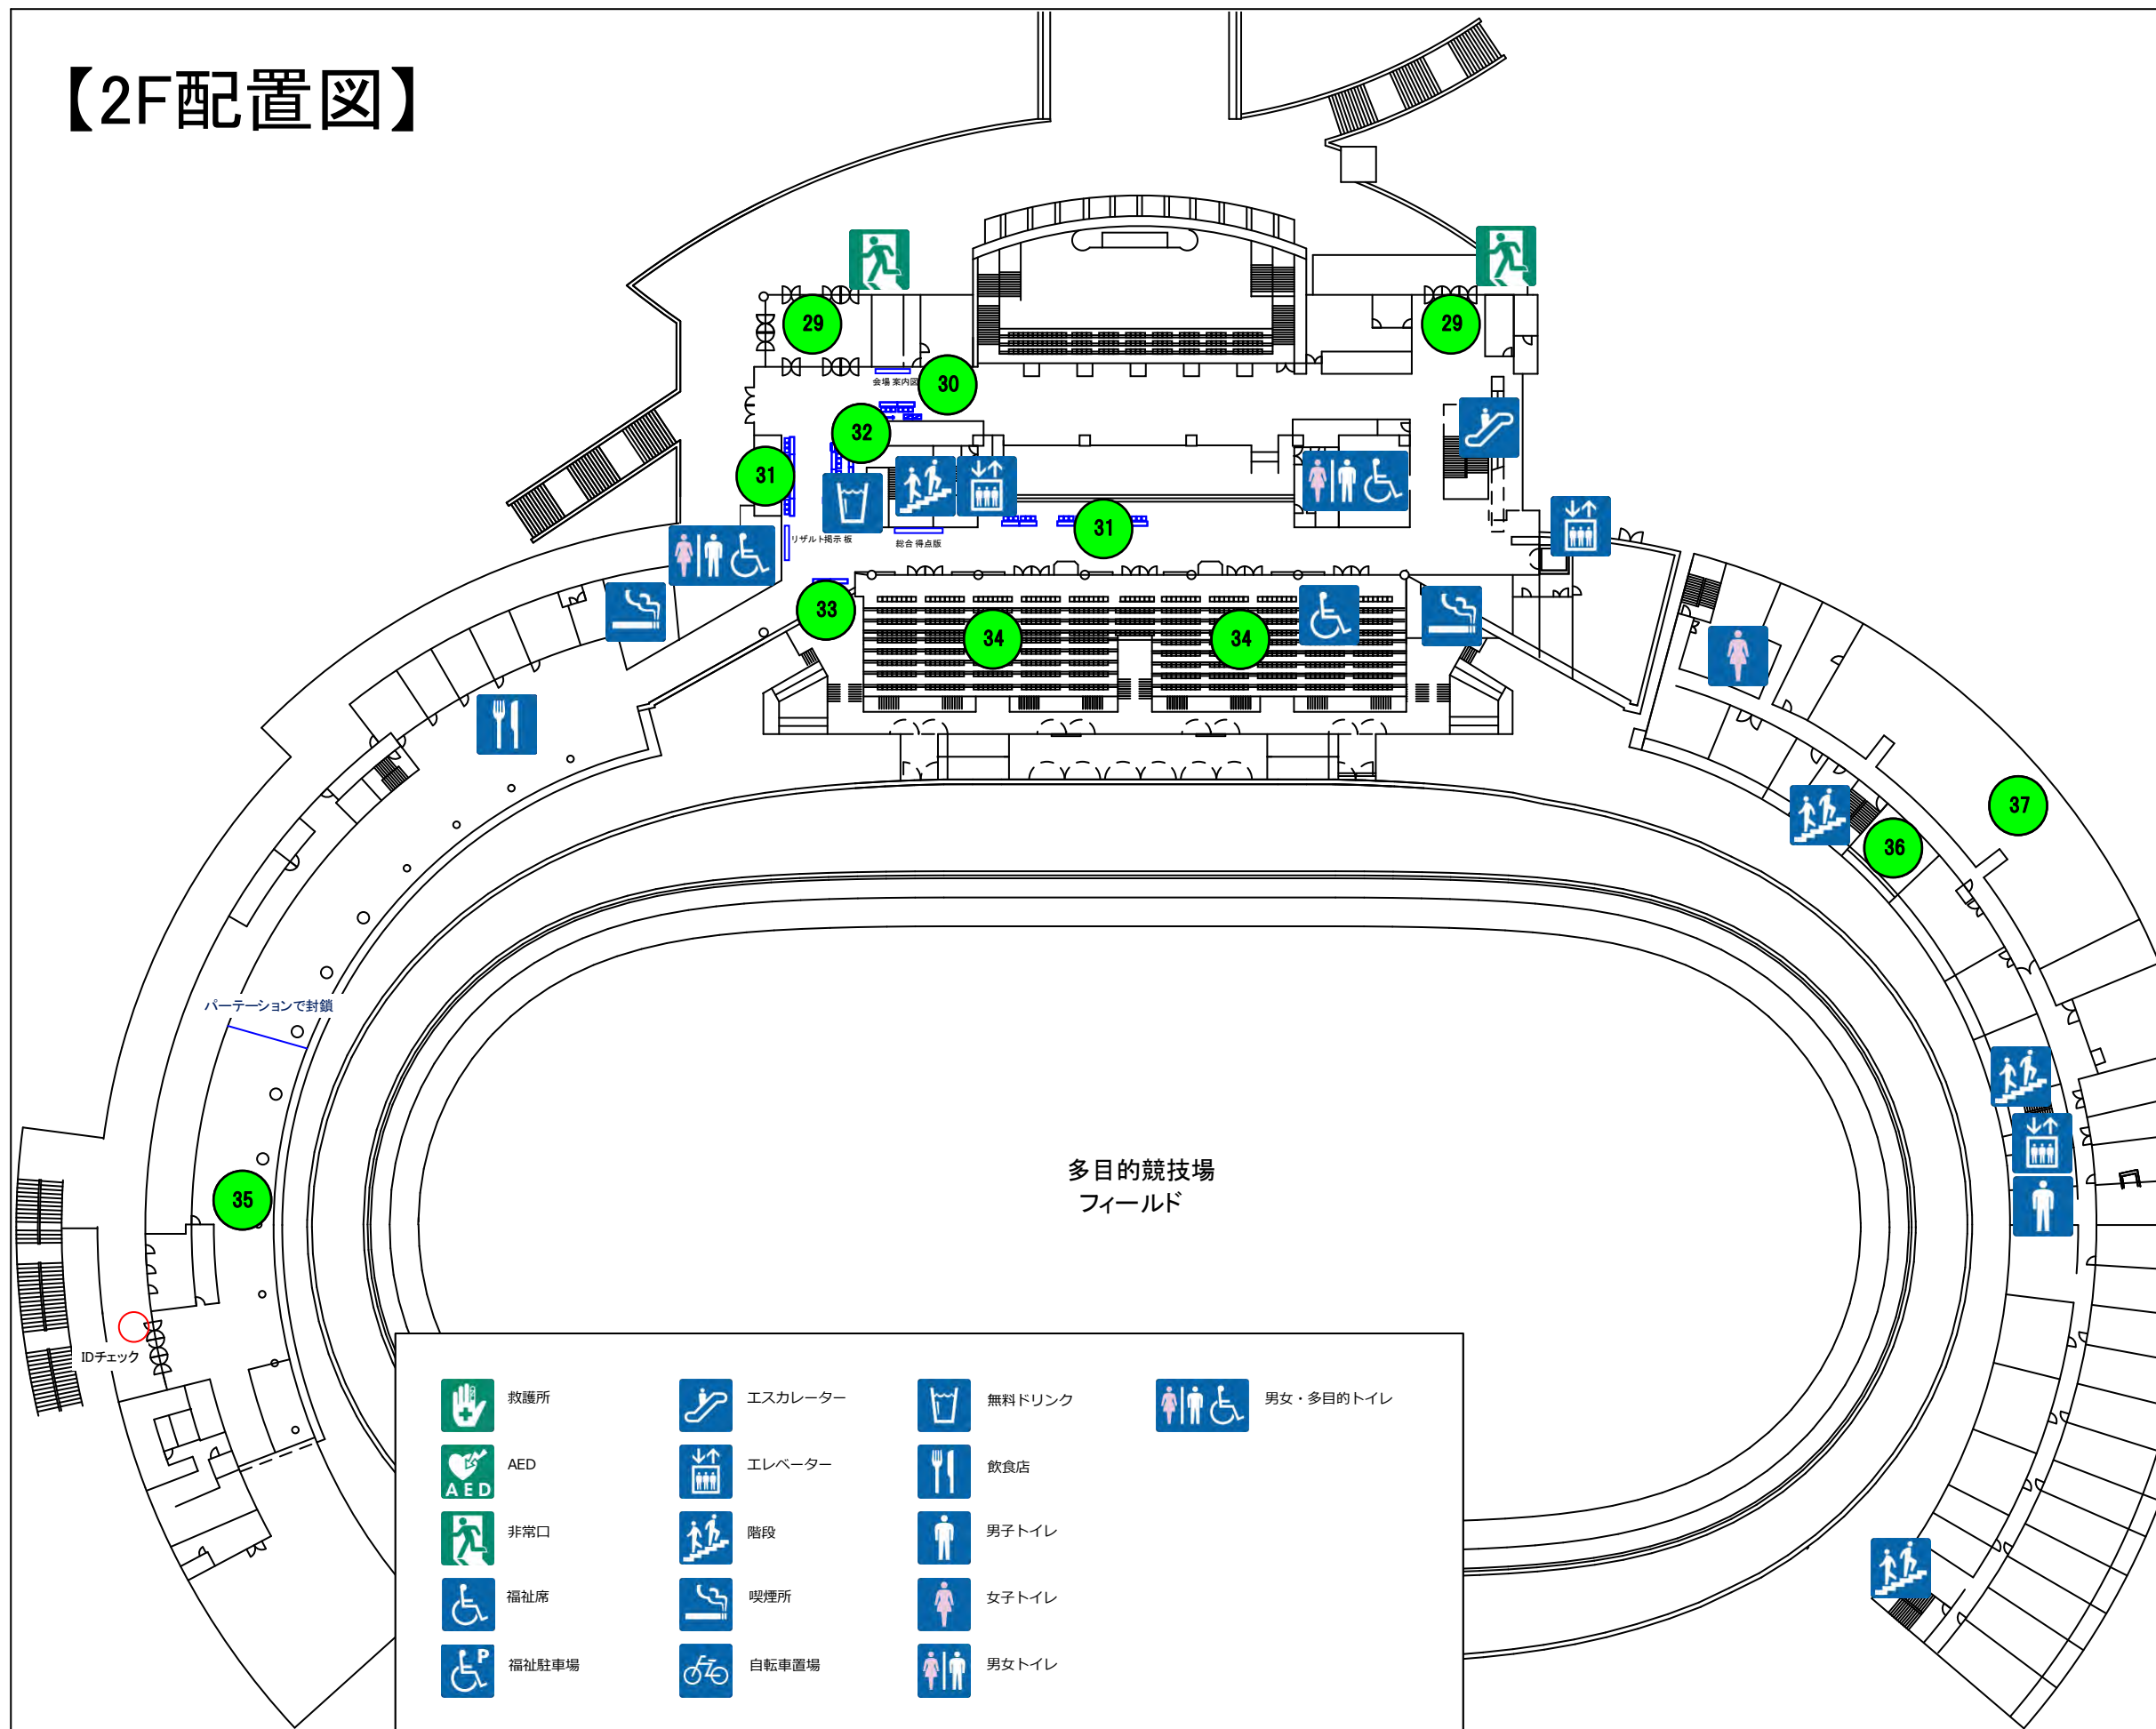 【2F配置図】
29
29
会場 案内図
30
32
31
リザルト掲示 板
総合 得点版
31
33
34
34
37
36
パーテーションで封鎖
35
多目的競技場
フィールド
IDチェック
救護所
エスカレーター
無料ドリンク
男女・多目的トイレ
AED
AED
エレベーター
飲食店
非常口
階段
男子トイレ
福祉席
喫煙所
女子トイレ
P
福祉駐車場
自転車置場
男女トイレ